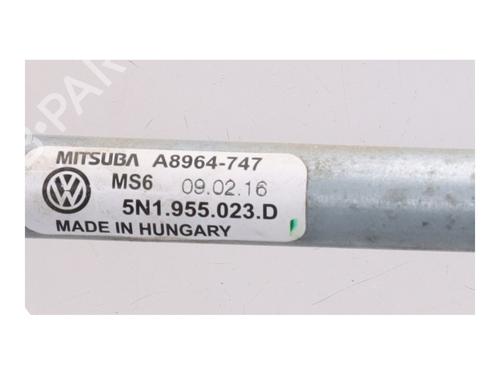 MITSUBA A8964-747
MS6 09.02.16
5N1.955.023.D
MADE IN HUNGARY